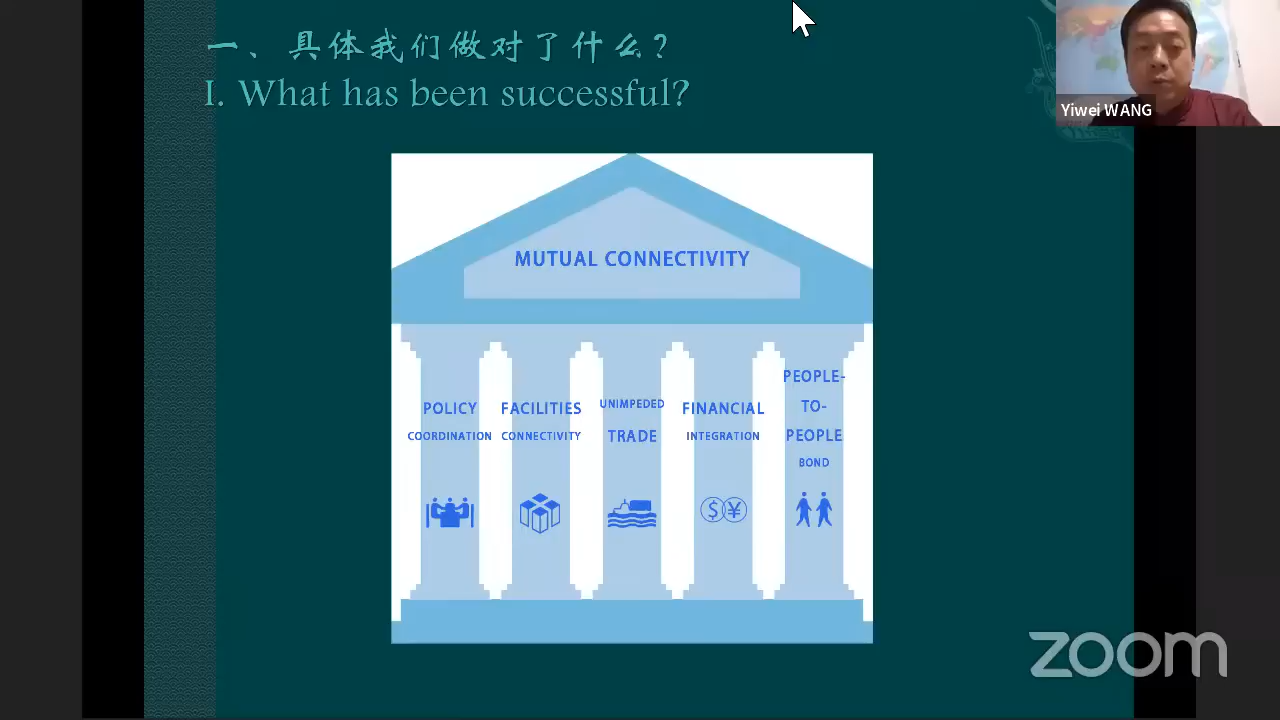 一、具体我们做对了什么?
I. What has been successful?
Yiwei WANG
MUTUAL CONNECTIVITY
POLICY
COORDINATION
FACILITIES
CONNECTIVITY
UNIMPEDED
TRADE
FINANCIAL
INTEGRATION
PEOPLE-
TO-
PEOPLE
BOND
$ ¥
zoom